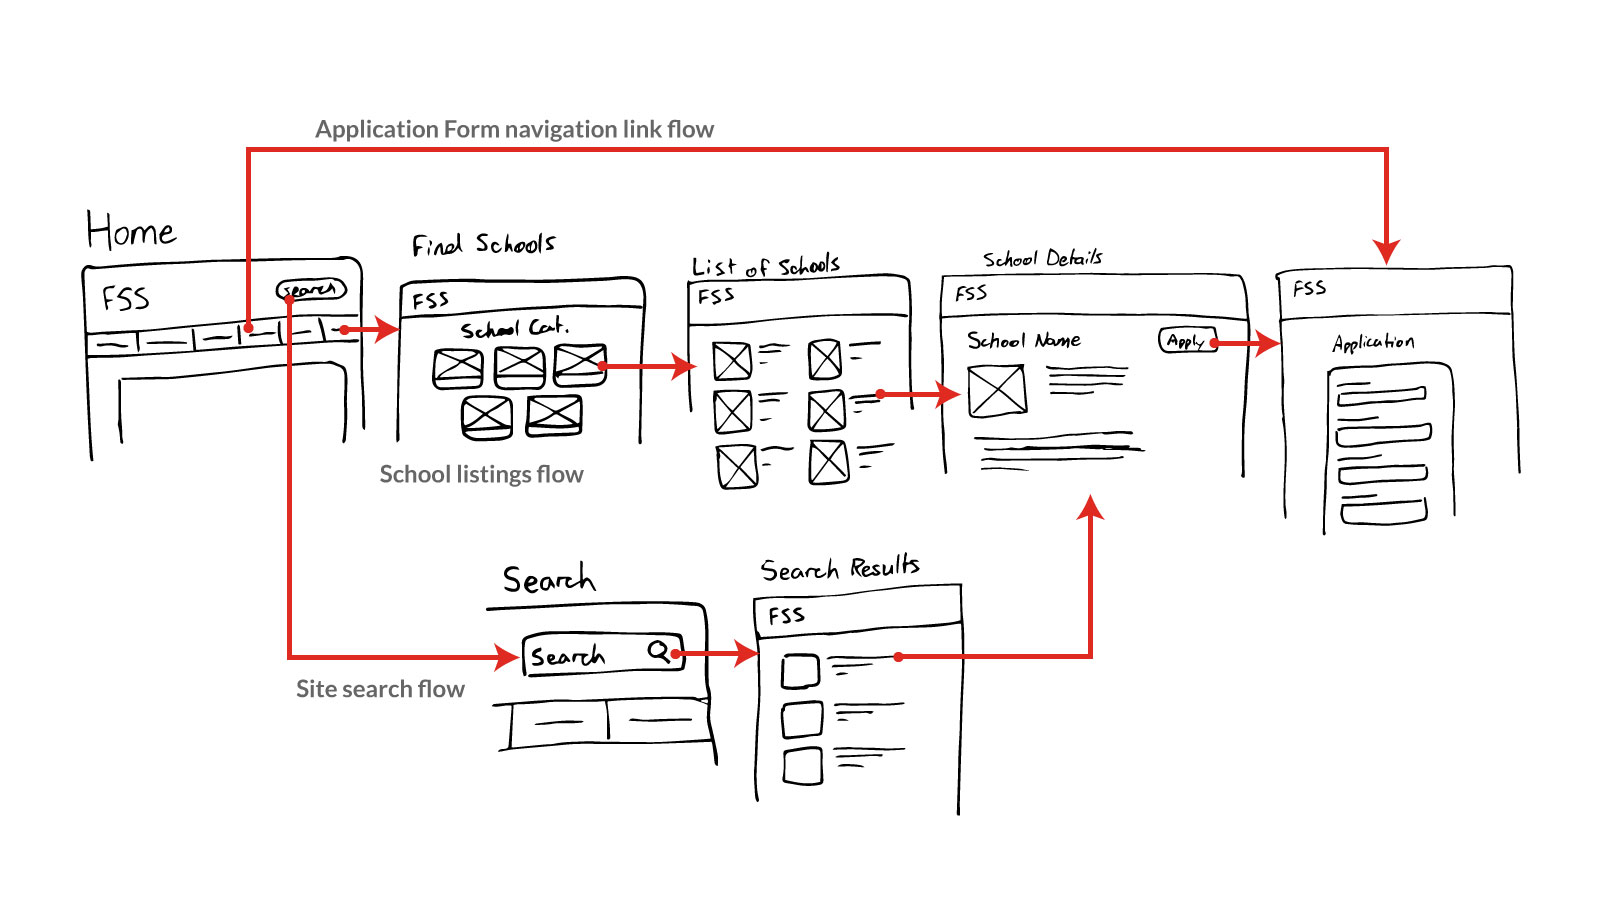 Application Form navigation link flow
Home
FSS
Search
Find Schools
FSS
School Cat.
List of Schools
FSS
School Details
FSS
School Name
Apply
FSS
Application
School listings flow
Search
Search
Site search flow
Search Results
FSS